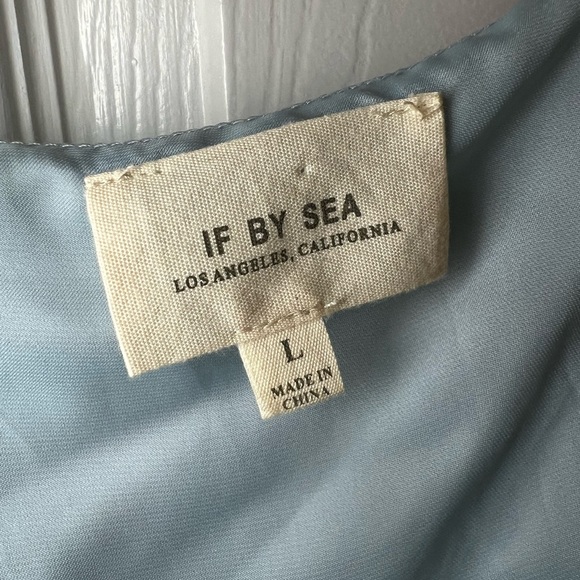 IF BY SEA
LOS ANGELES, CALIFORNIA
L
MADE IN
CHINA